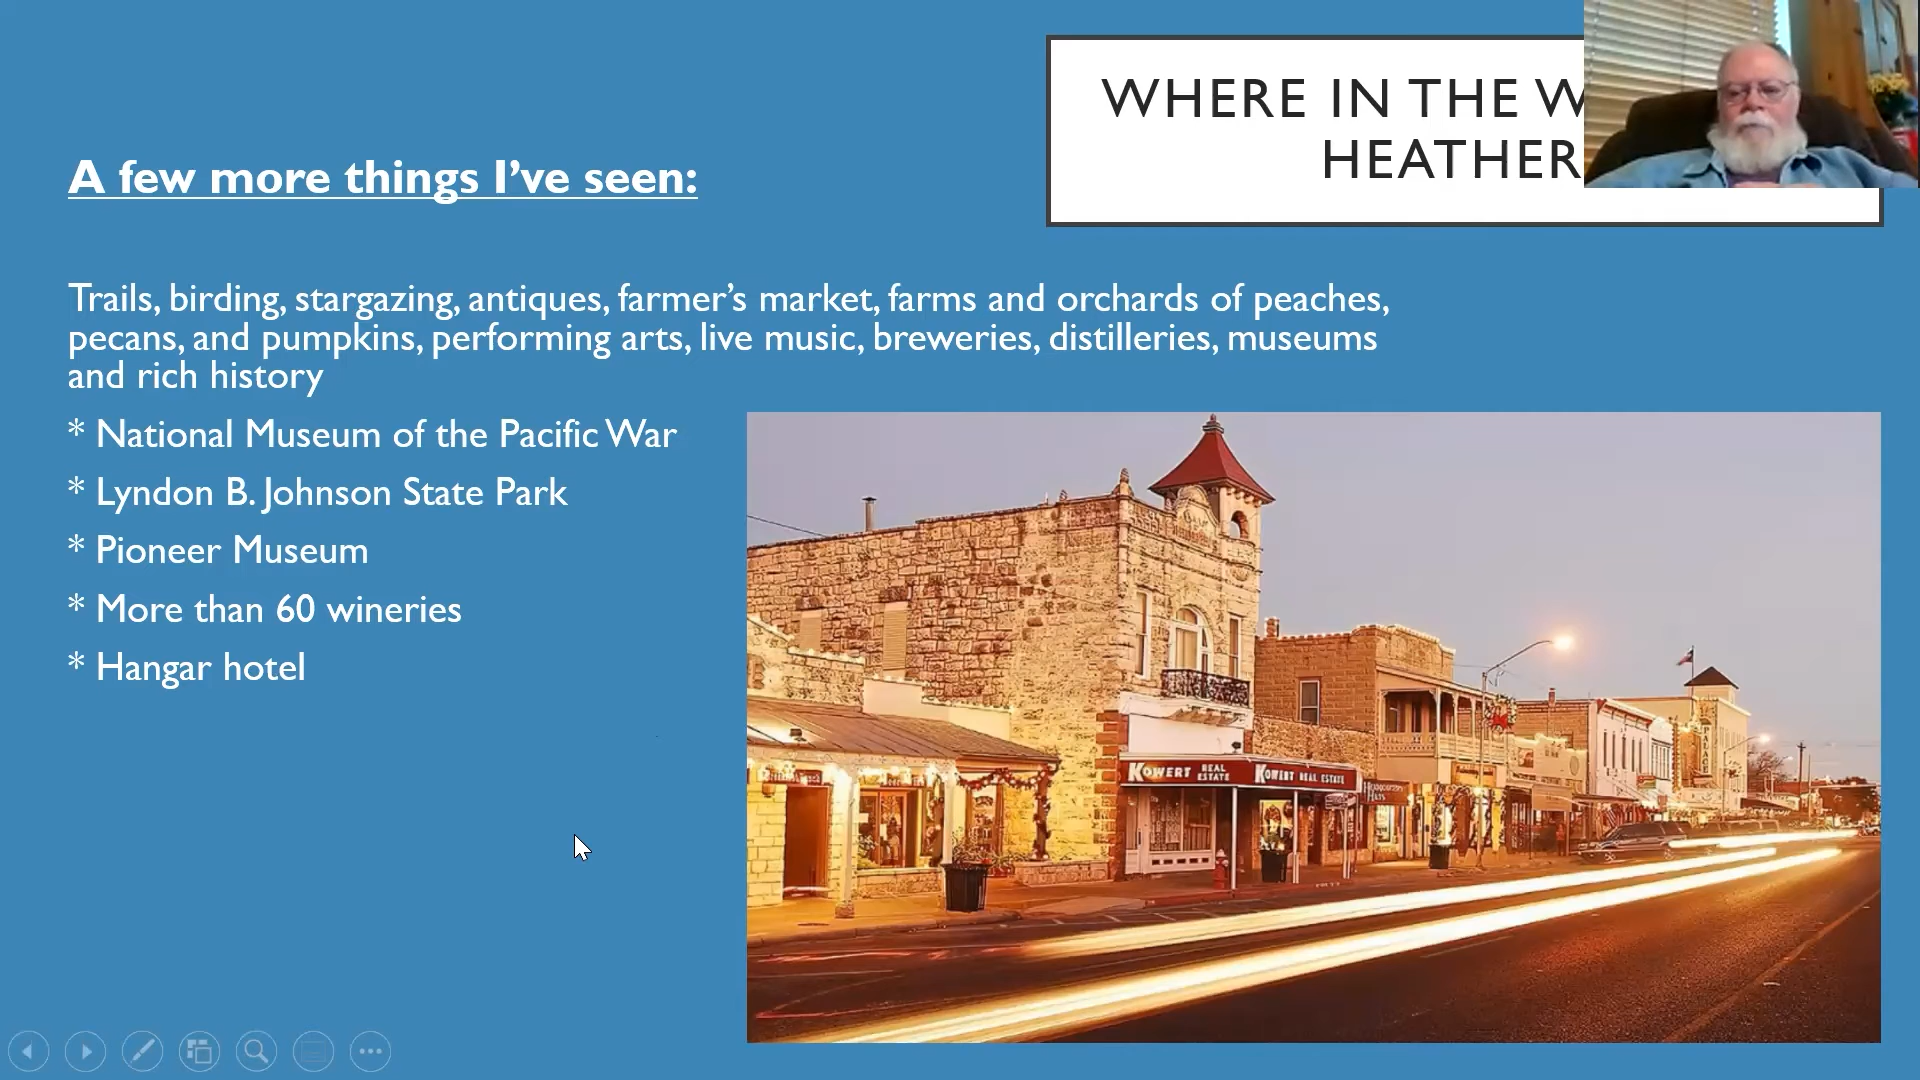 WHERE IN THE W
HEATHER
A few more things I’ve seen:
Trails, birding, stargazing, antiques, farmer’s market, farms and orchards of peaches,
pecans, and pumpkins, performing arts, live music, breweries, distilleries, museums
and rich history
* National Museum of the Pacific War
* Lyndon B. Johnson State Park
* Pioneer Museum
* More than 60 wineries
* Hangar hotel
KOWERT REAL ESTATE
KOWERT REAL ESTATE
HATS
PALACE